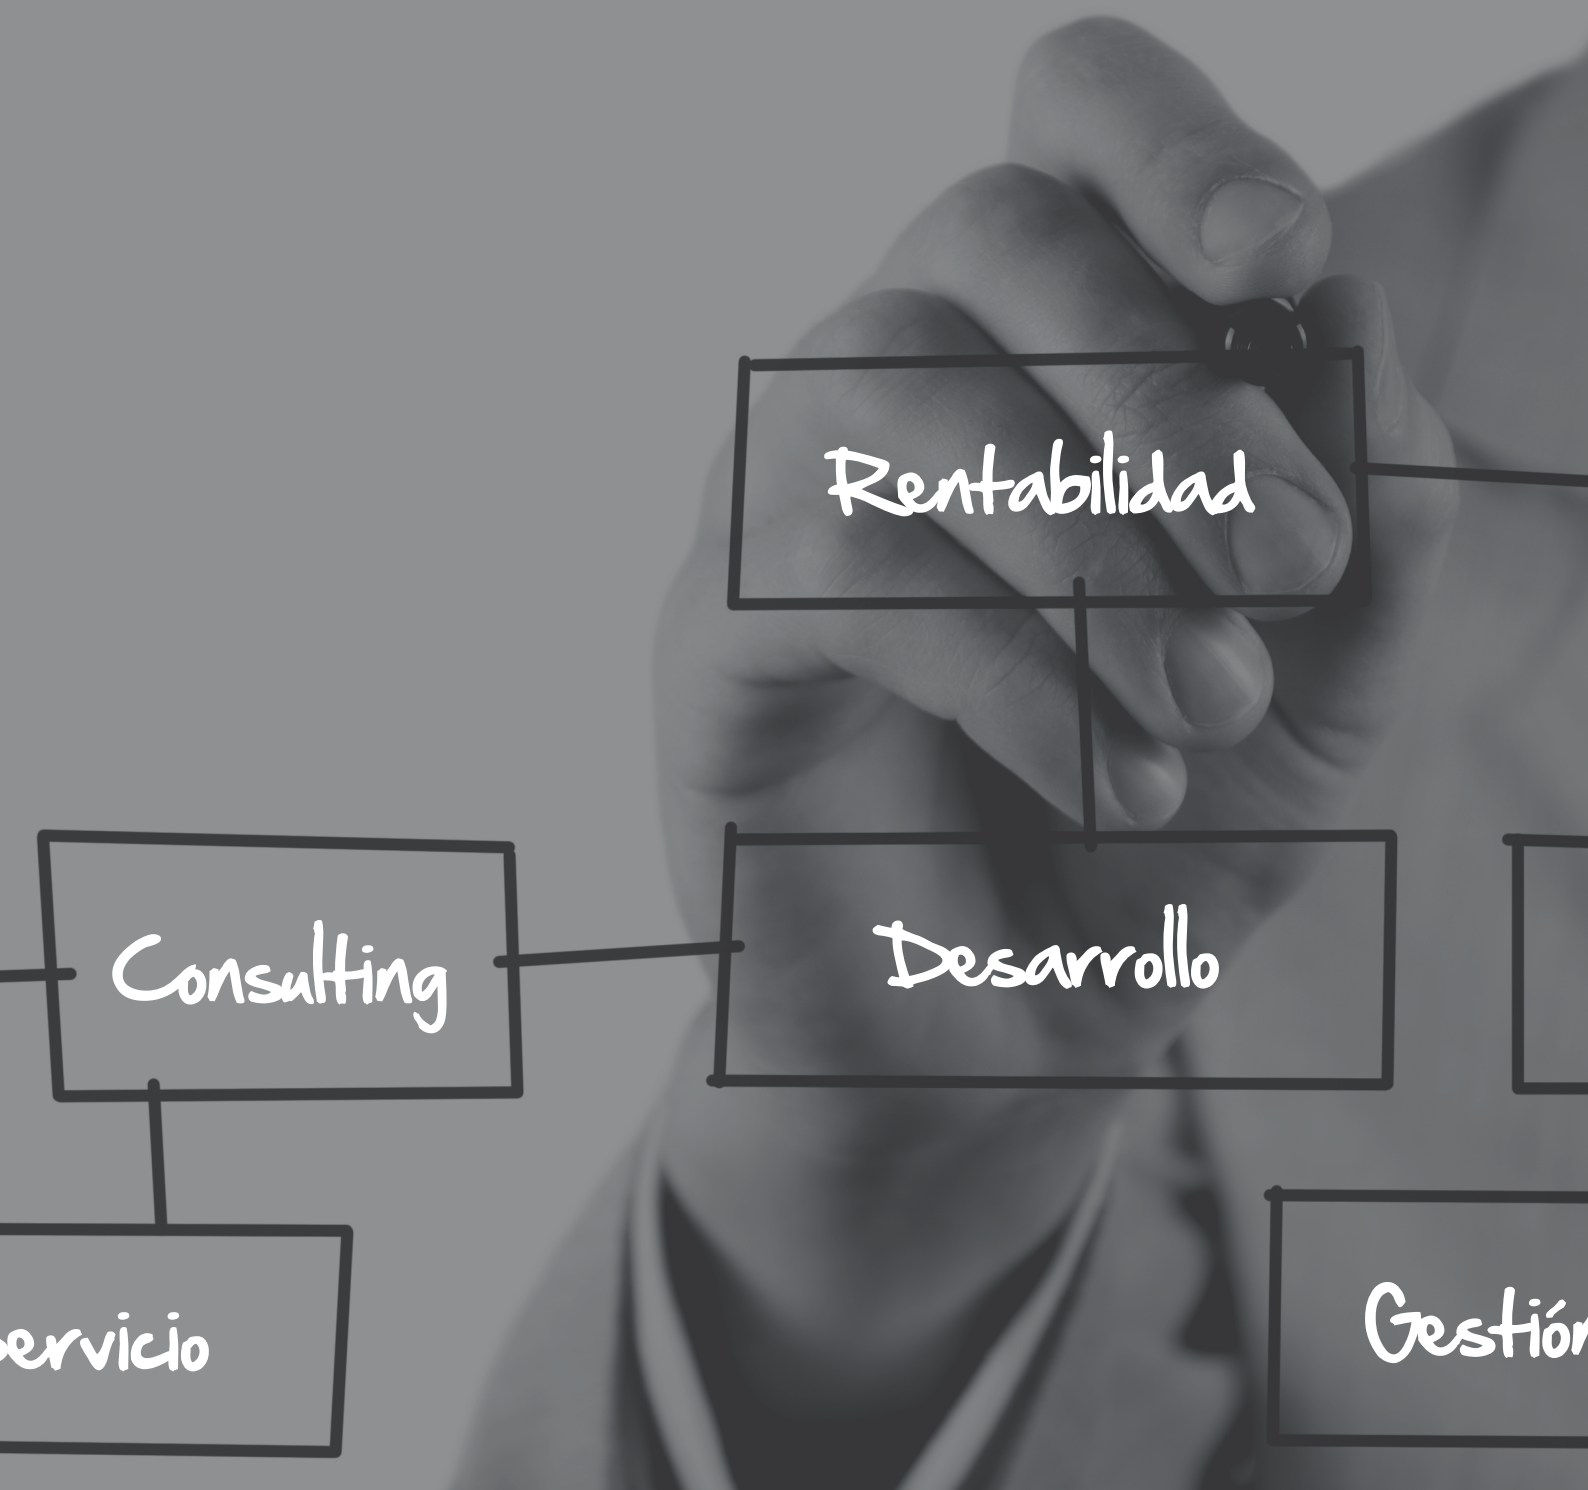 Rentabilidad
Consulting
Desarrollo
ervicio
Gestión